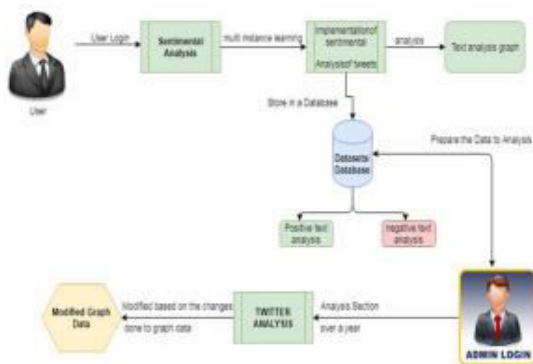 User Login
Sentimental
Analysis
multi instance learning
Implementationof
sentimental
Analysisof tweets
analysis
Text analysis graph
User
Store in a Database
Datasets/
Database
Prepare the Data to Analysis
Positive text
analysis
negative text
analysis
Modified Graph
Data
Modified based on the changes
done to graph data
TWITTER
ANALYSIS
Analysis Section
over a year
ADMIN LOGIN